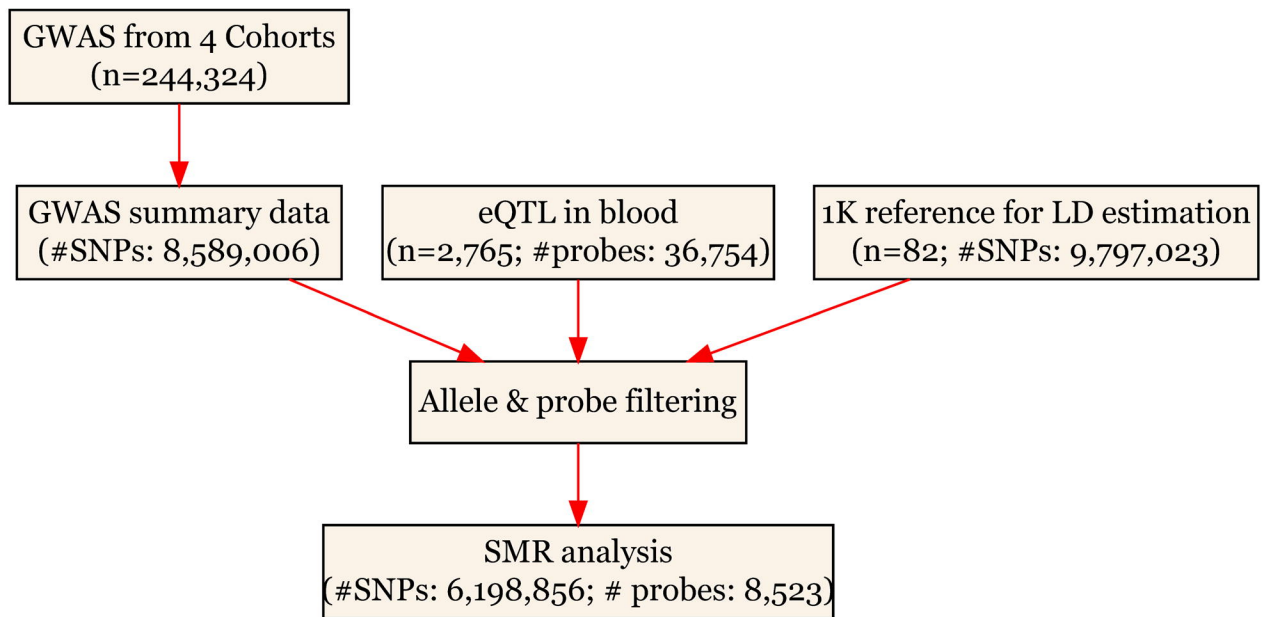 GWAS from 4 Cohorts
(n=244,324)
GWAS summary data
(#SNPs: 8,589,006)
eQTL in blood
(n=2,765; #probes: 36,754)
1K reference for LD estimation
(n=82; #SNPs: 9,797,023)
Allele & probe filtering
SMR analysis
(#SNPs: 6,198,856; # probes: 8,523)